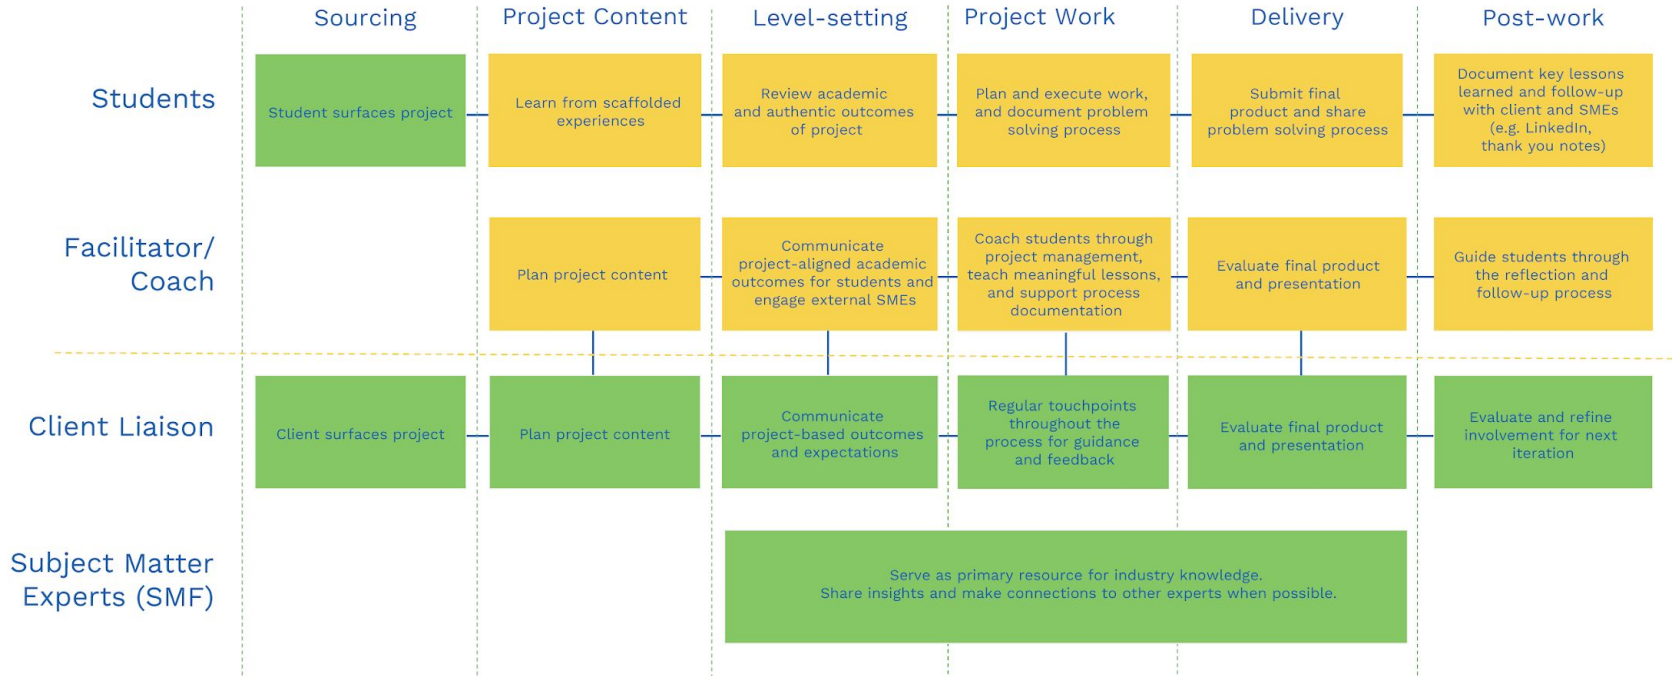 Sourcing
Project Content
Level-setting
Project Work
Delivery
Post-work
Students
Student surfaces project
Learn from scaffolded
experiences
Review academic
and authentic outcomes
of project
Plan and execute work,
and document problem
solving process
Submit final
product and share
problem solving process
Document key lessons
learned and follow-up
with client and SMEs
(e.g. LinkedIn,
thank you notes)
Facilitator/
Coach
Plan project content
Communicate
project-aligned academic
outcomes for students and
engage external SMEs
Coach students through
project management,
teach meaningful lessons,
and support process
documentation
Evaluate final product
and presentation
Guide students through
the reflection and
follow-up process
Client Liaison
Client surfaces project
Plan project content
Communicate
project-based outcomes
and expectations
Regular touchpoints
throughout the
process for guidance
and feedback
Evaluate final product
and presentation
Evaluate and refine
involvement for next
iteration
Subject Matter
Experts (SMF)
Serve as primary resource for industry knowledge.
Share insights and make connections to other experts when possible.